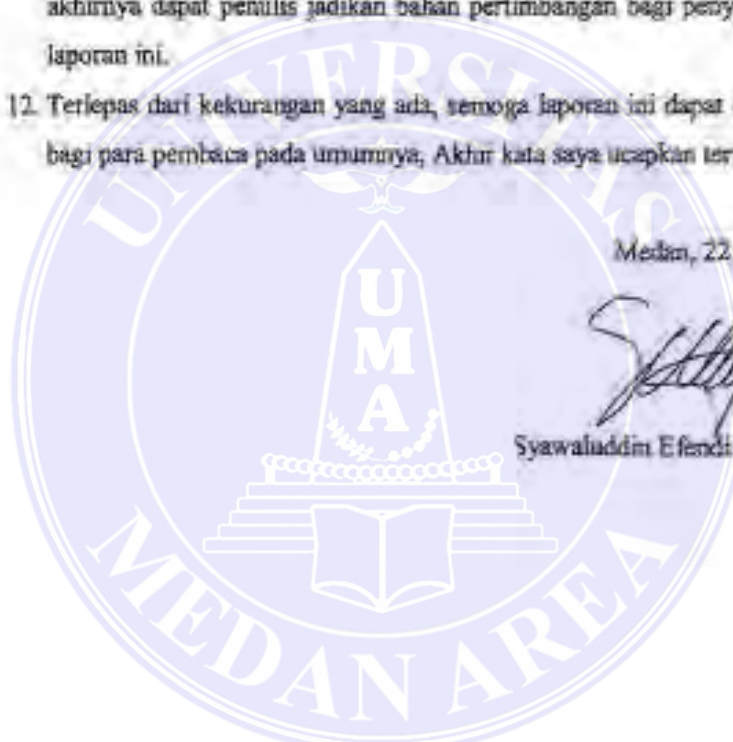 akhirnya dapat penulis jadikan bahan pertimbangan bagi peny
laporan ini.
12. Terlepas dari kekurangan yang ada, semoga laporan ini dapat
bagi para pembaca pada umumnya, Akhir kata saya ucapkan ter
UNIVERSITAS
Medan, 22
U
M
A
Syawaluddin Efendi
MEDAN AREA